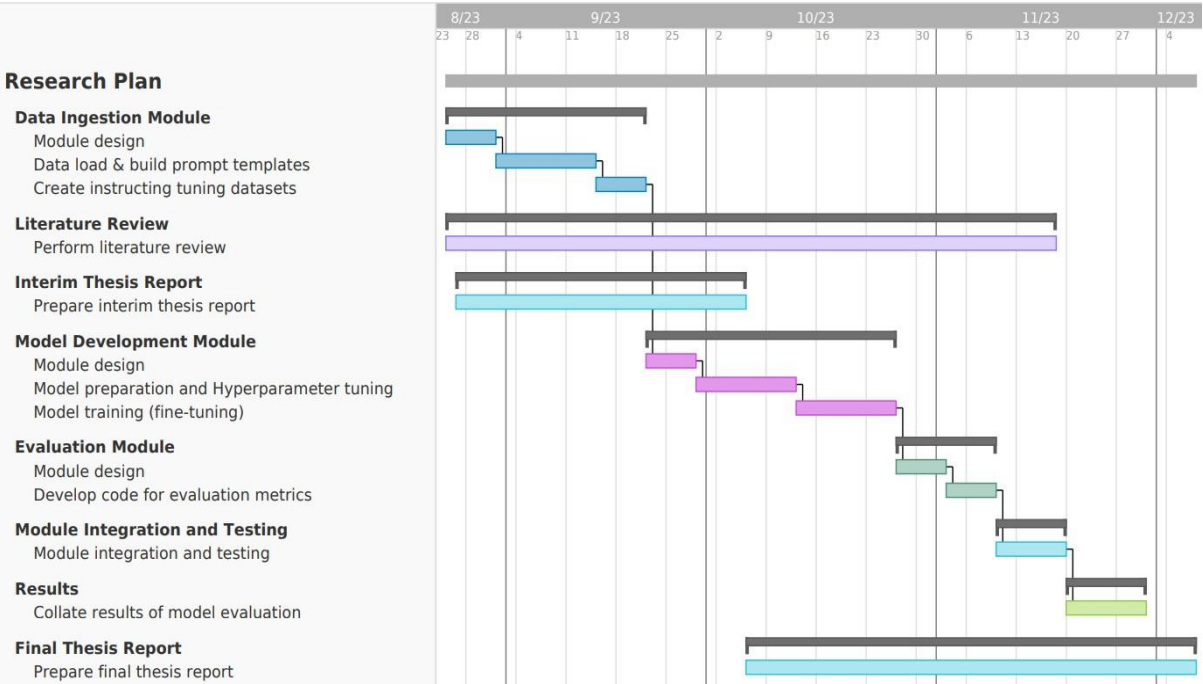 8/23 9/23 10/23 11/23 12/23
23 28 4 11 18 25 2 9 16 23 30 6 13 20 27 4
Research Plan
Data Ingestion Module
Module design
Data load & build prompt templates
Create instructing tuning datasets
Literature Review
Perform literature review
Interim Thesis Report
Prepare interim thesis report
Model Development Module
Module design
Model preparation and Hyperparameter tuning
Model training (fine-tuning)
Evaluation Module
Module design
Develop code for evaluation metrics
Module Integration and Testing
Module integration and testing
Results
Collate results of model evaluation
Final Thesis Report
Prepare final thesis report